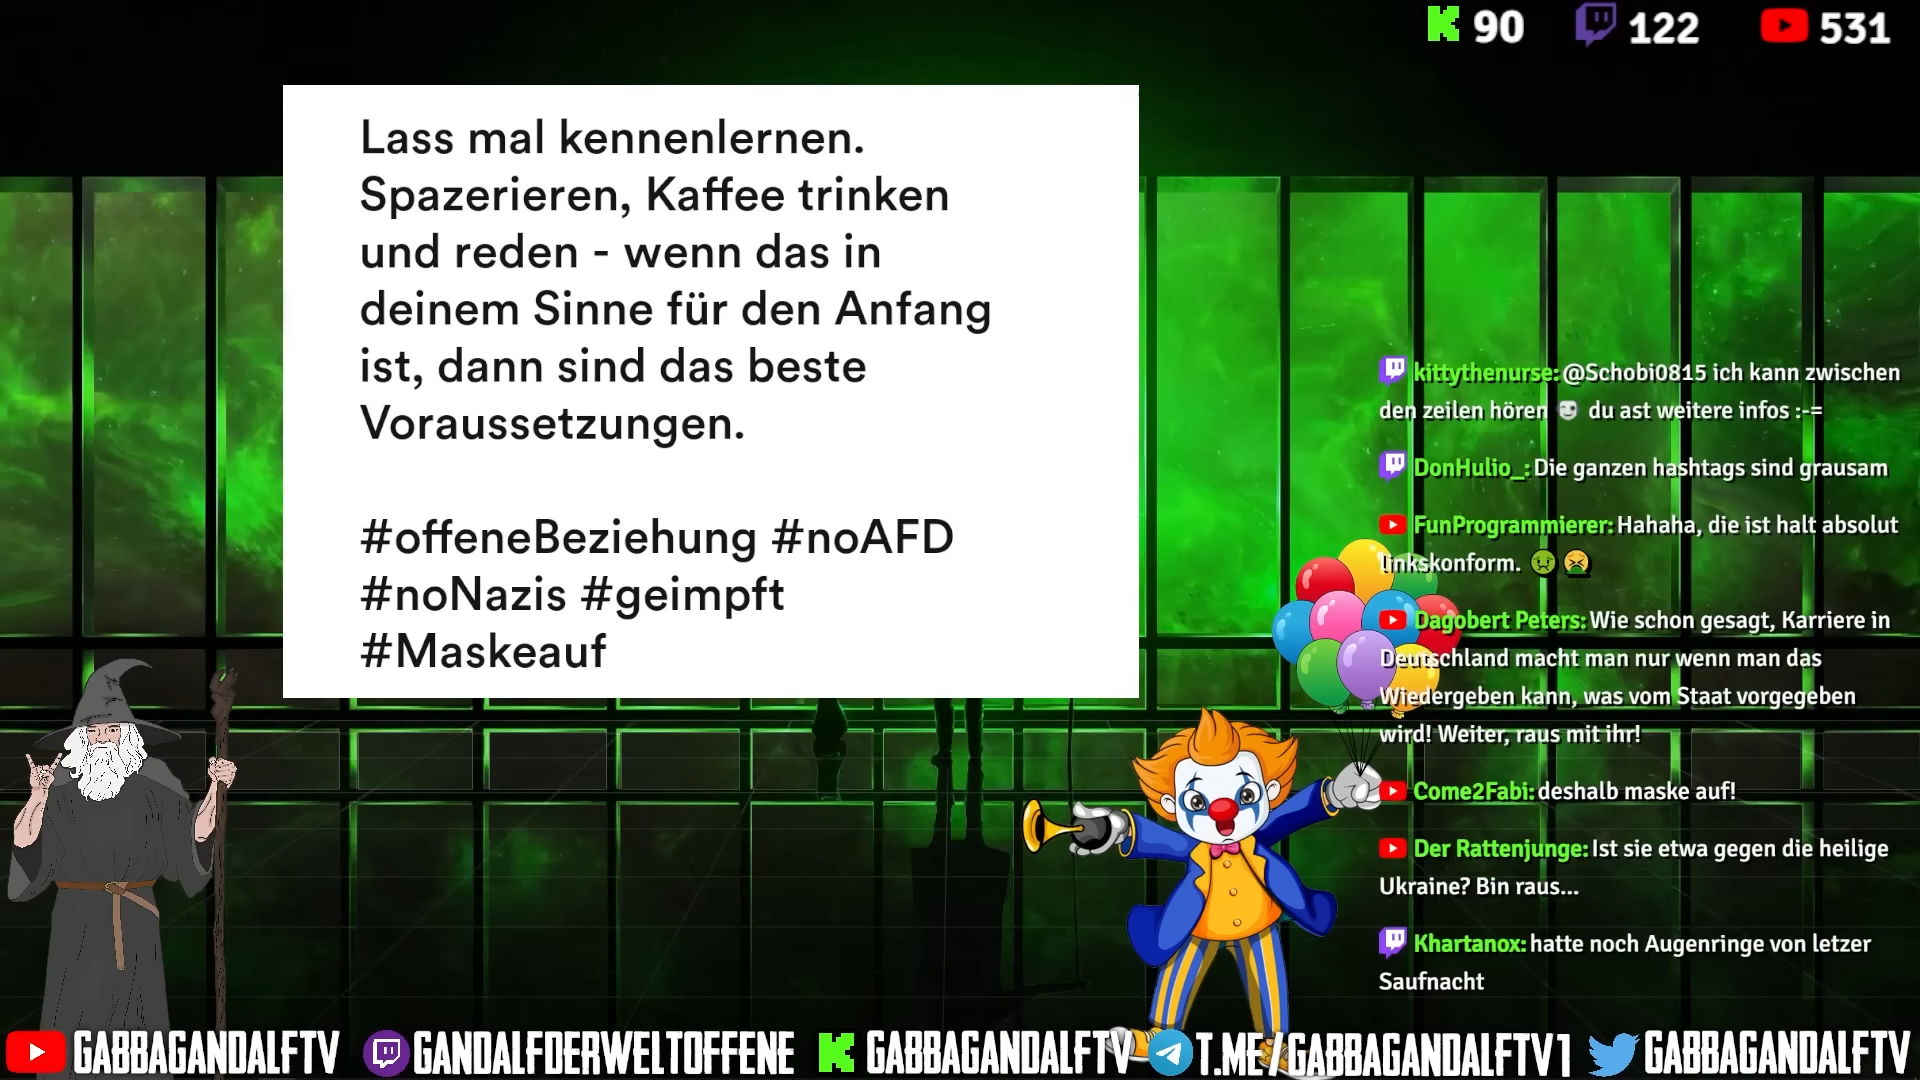 90 122 531
Lass mal kennenlernen.
Spazerieren, Kaffee trinken
und reden - wenn das in
deinem Sinne für den Anfang
ist, dann sind das beste
Voraussetzungen.
#offeneBeziehung #noAFD
#noNazis #geimpft
#Maskeauf
kittythenurse: @Schobi0815 ich kann zwischen
den zeilen hören du ast weitere infos :-=
DonHulio_: Die ganzen hashtags sind grausam
FunProgrammierer: Hahaha, die ist halt absolut
linkskonform.
Dagobert Peters: Wie schon gesagt, Karriere in
Deutschland macht man nur wenn man das
Wiedergeben kann, was vom Staat vorgegeben
wird! Weiter, raus mit ihr!
Come2Fabi: deshalb maske auf!
Der Rattenjunge: Ist sie etwa gegen die heilige
Ukraine? Bin raus...
Khartanox: hatte noch Augenringe von letzer
Saufnacht
GABBAGANDALFTV GANDALFDERWELTOFFENE GABBAGANDALFTV T.ME/GABBAGANDALFTV1 GABBAGANDALFTV